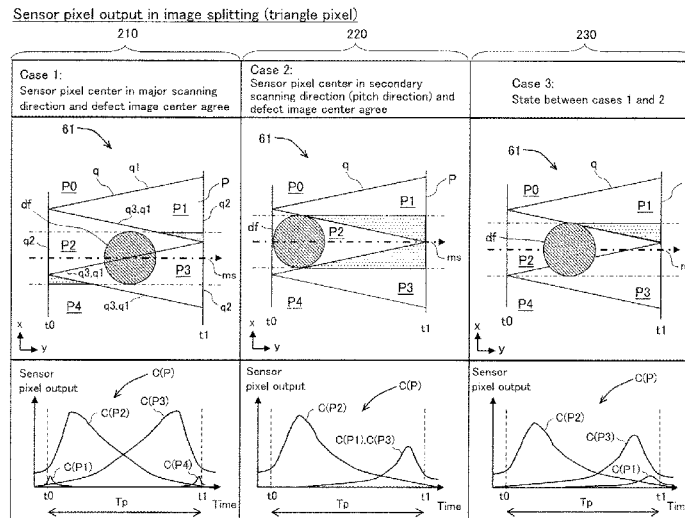 Sensor pixel output in image splitting (triangle pixel)
210
220
230
Case 1:
Sensor pixel center in major scanning
direction and defect image center agree
Case 2:
Sensor pixel center in secondary
scanning direction (pitch direction) and
defect image center agree
Case 3:
State between cases 1 and 2
61
q
q1
P0
P
df
q3,q1
P1
q2
q2
P2
ms
q3,q1
P3
P4
q3,q1
q2
t0
t1
x
y
61
q
P
P0
P1
df
P2
ms
P3
P4
t0
t1
x
y
61
q
P
P0
P1
df
P2
P3
P4
t0
t1
x
y
Sensor
pixel output
C(P)
C(P2)
C(P3)
C(P1)
C(P4)
t0
t1
Time
Tp
Sensor
pixel output
C(P)
C(P2)
C(P1),C(P3)
t0
t1
Time
Tp
Sensor
pixel output
C(P)
C(P2)
C(P3)
C(P1)
t0
t1
Time
Tp